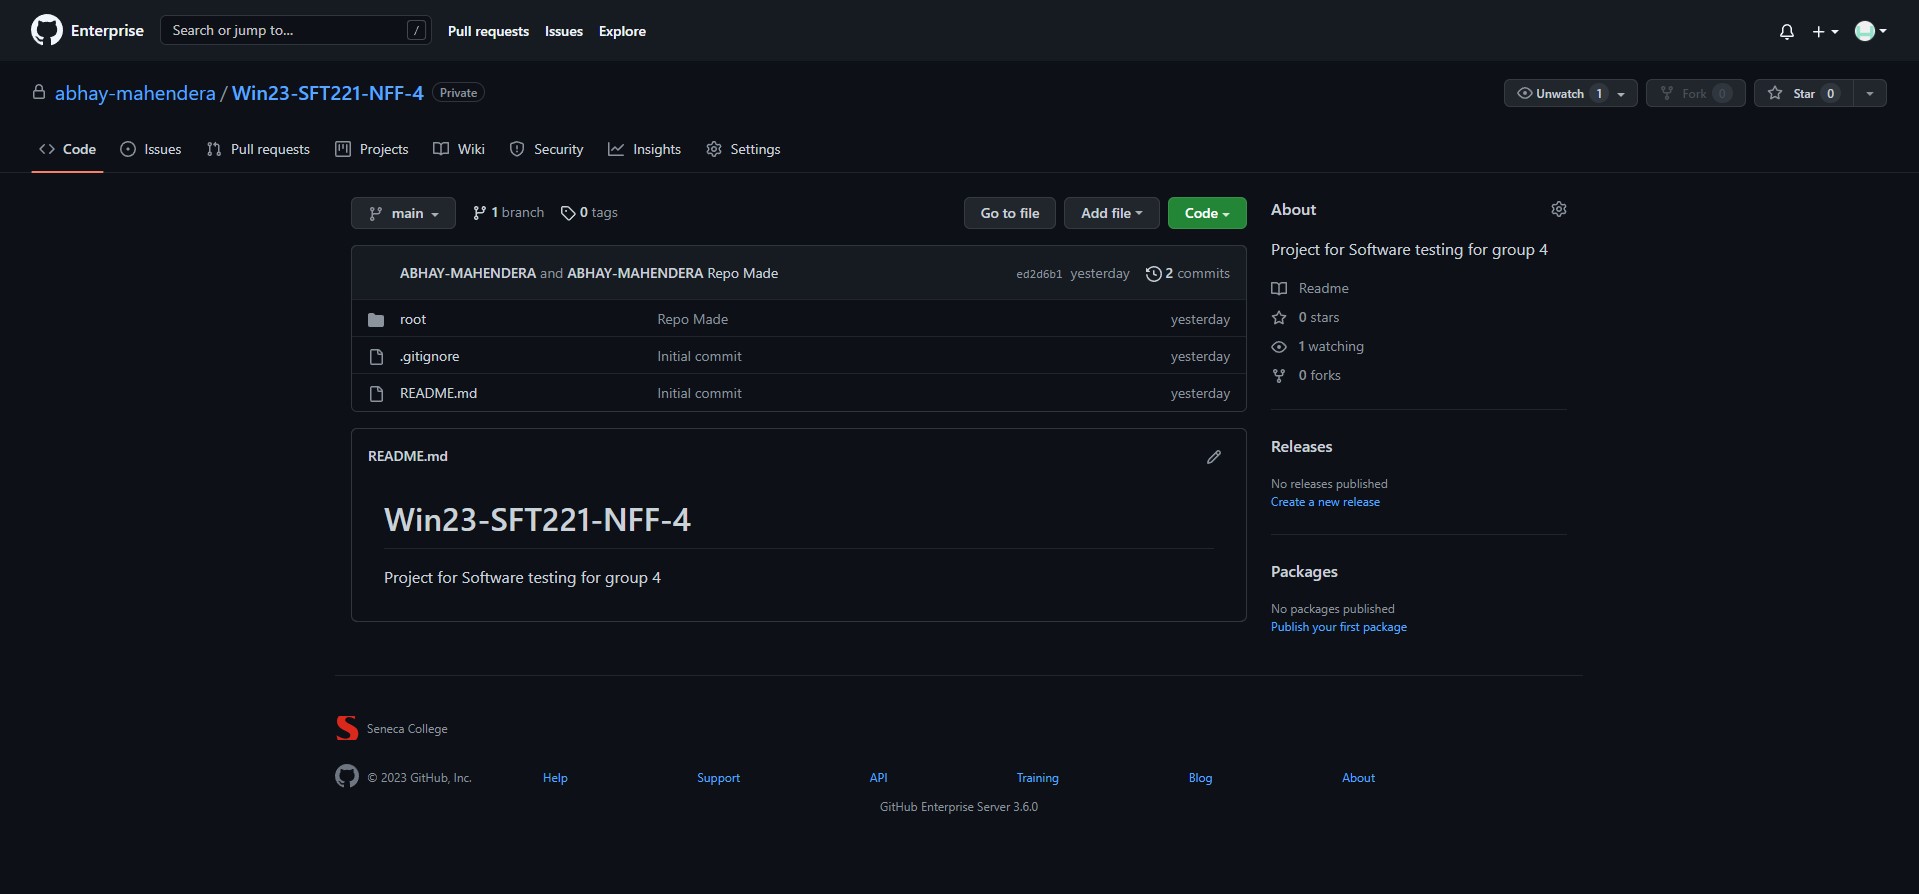 Enterprise Search or jump to... / Pull requests Issues Explore
abhay-mahendera / Win23-SFT221-NFF-4 Private Unwatch 1 Fork 0 Star 0
Code Issues Pull requests Projects Wiki Security Insights Settings
main 1 branch 0 tags Go to file Add file Code
ABHAY-MAHENDERA and ABHAY-MAHENDERA Repo Made ed2d6b1 yesterday 2 commits
root Repo Made yesterday
.gitignore Initial commit yesterday
README.md Initial commit yesterday
README.md
Win23-SFT221-NFF-4
Project for Software testing for group 4
About
Project for Software testing for group 4
Readme
0 stars
1 watching
0 forks
Releases
No releases published
Create a new release
Packages
No packages published
Publish your first package
Seneca College
© 2023 GitHub, Inc. Help Support API Training Blog About
GitHub Enterprise Server 3.6.0